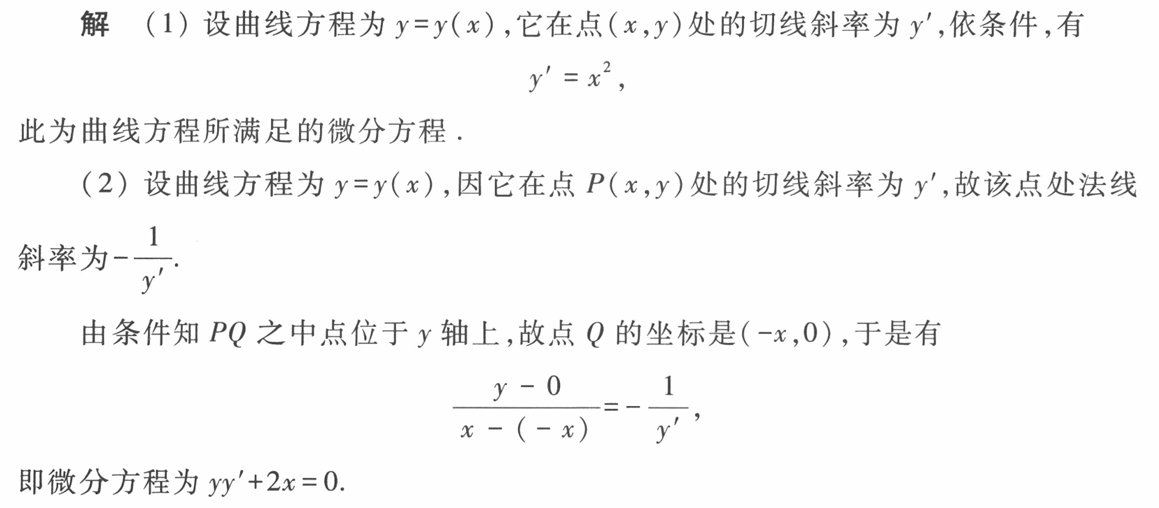 解 (1) 设曲线方程为 y=y(x),它在点(x,y)处的切线斜率为 y′,依条件,有
y′ = x²,
此为曲线方程所满足的微分方程.
(2) 设曲线方程为 y=y(x),因它在点 P(x,y)处的切线斜率为 y′,故该点处法线
斜率为-\frac{1}{y′}.
由条件知 PQ 之中点位于 y 轴上,故点 Q 的坐标是(-x,0),于是有
\frac{y - 0}{x - (- x)}=-\frac{1}{y′},
即微分方程为 yy′+2x=0.